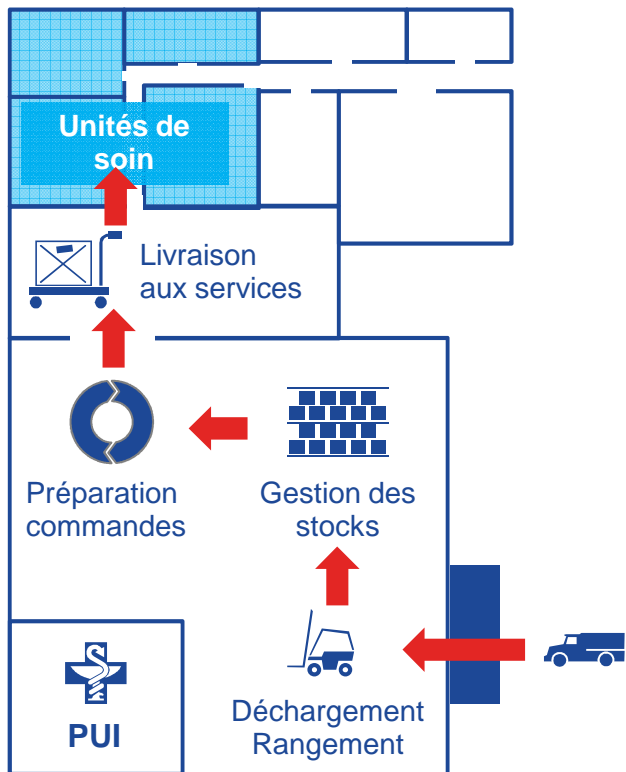 Unités de
soin
Livraison
aux services
Préparation
commandes
Gestion des
stocks
PUI
Déchargement
Rangement